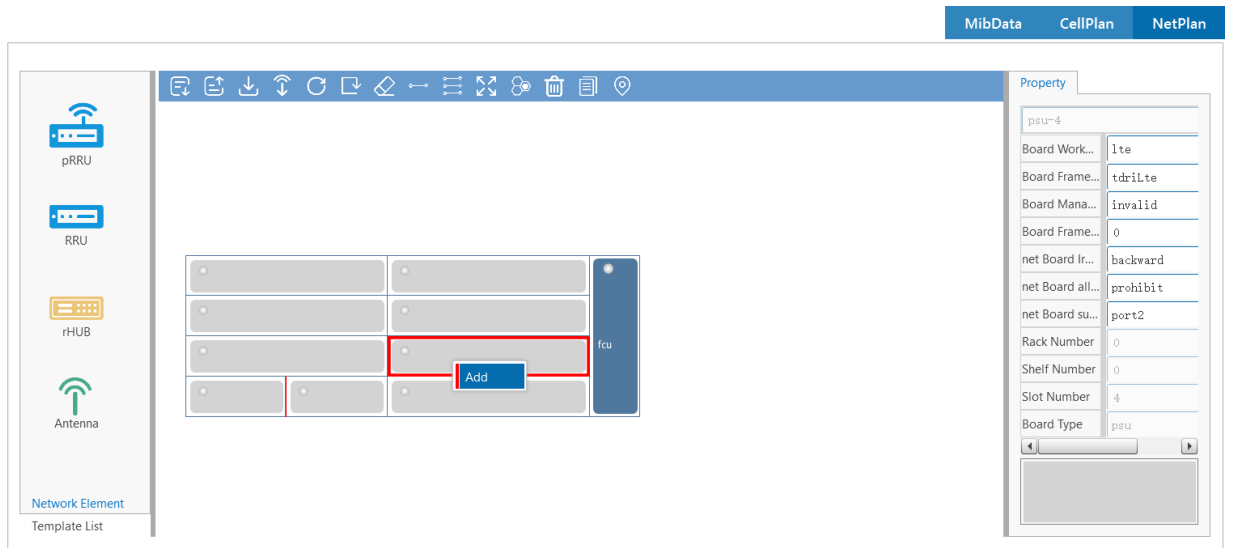 MibData CellPlan NetPlan
pRRU
RRU
rHUB
Antenna
Network Element
Template List
fcu
Add
Property
psu-4
Board Work... lte
Board Frame... tdriLte
Board Mana... invalid
Board Frame... 0
net Board Ir... backward
net Board all... prohibit
net Board su... port2
Rack Number 0
Shelf Number 0
Slot Number 4
Board Type psu